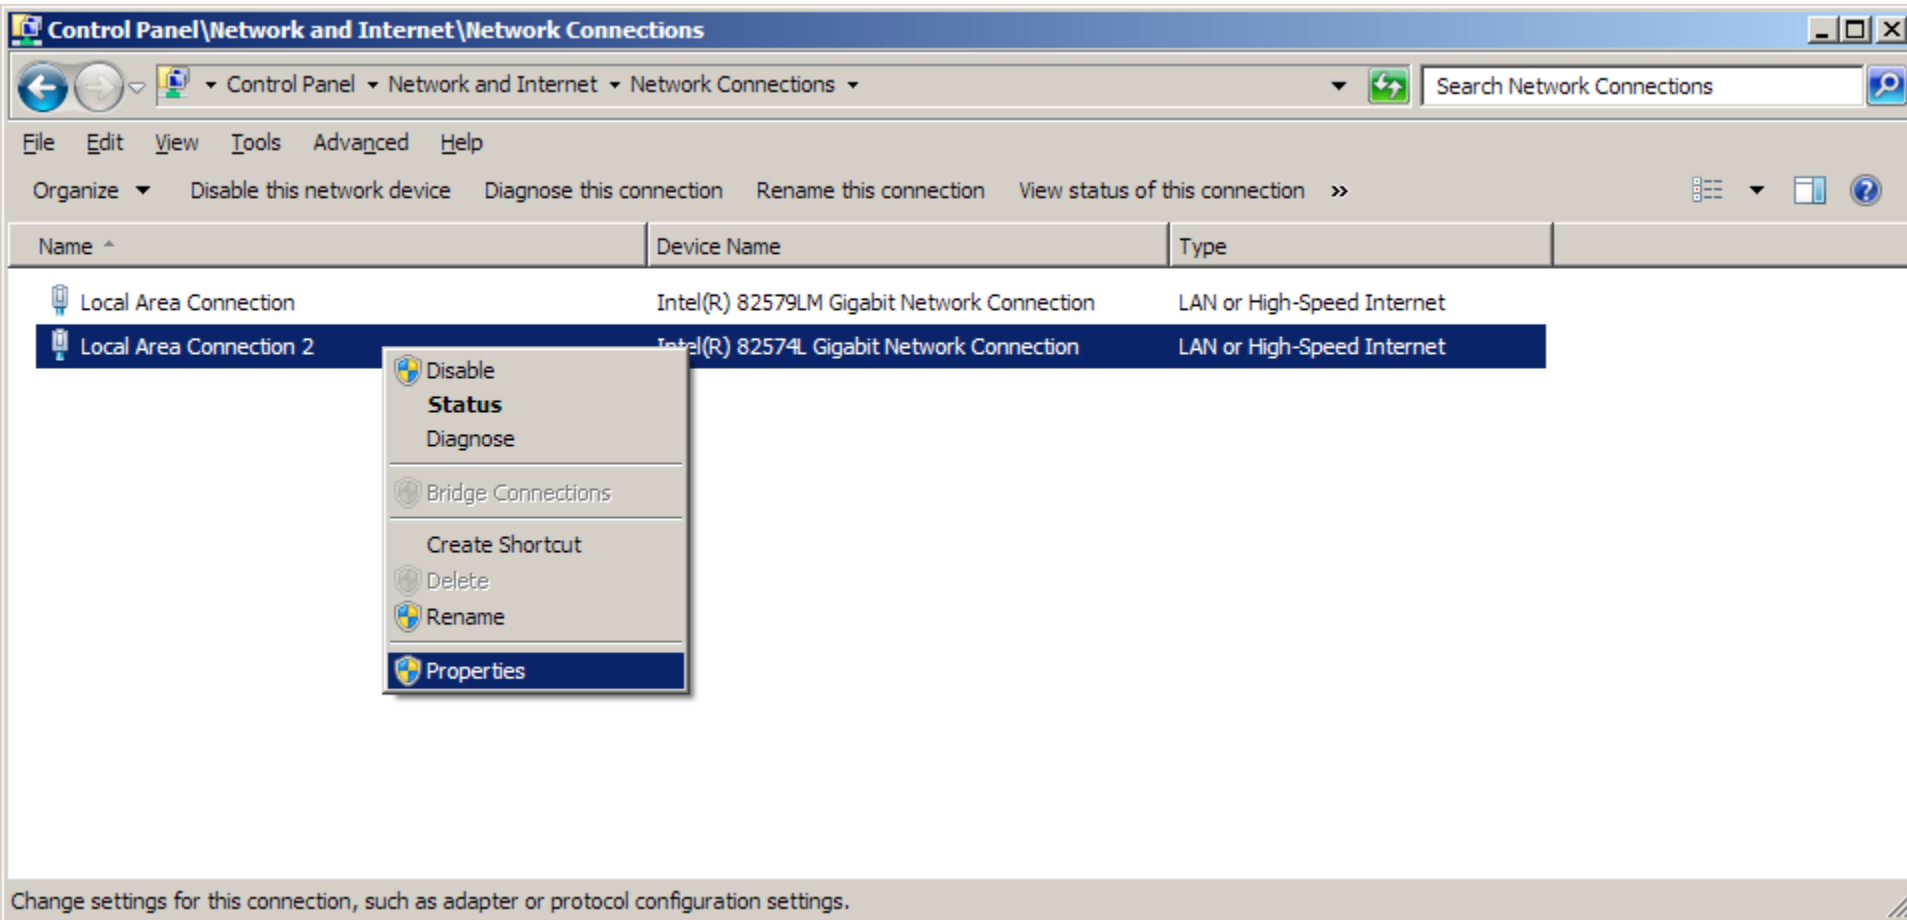 Control Panel\Network and Internet\Network Connections
Control Panel Network and Internet Network Connections Search Network Connections
File Edit View Tools Advanced Help
Organize Disable this network device Diagnose this connection Rename this connection View status of this connection »
Name Device Name Type
Local Area Connection Intel(R) 82579LM Gigabit Network Connection LAN or High-Speed Internet
Local Area Connection 2 Intel(R) 82574L Gigabit Network Connection LAN or High-Speed Internet
Disable
Status
Diagnose
Bridge Connections
Create Shortcut
Delete
Rename
Properties
Change settings for this connection, such as adapter or protocol configuration settings.